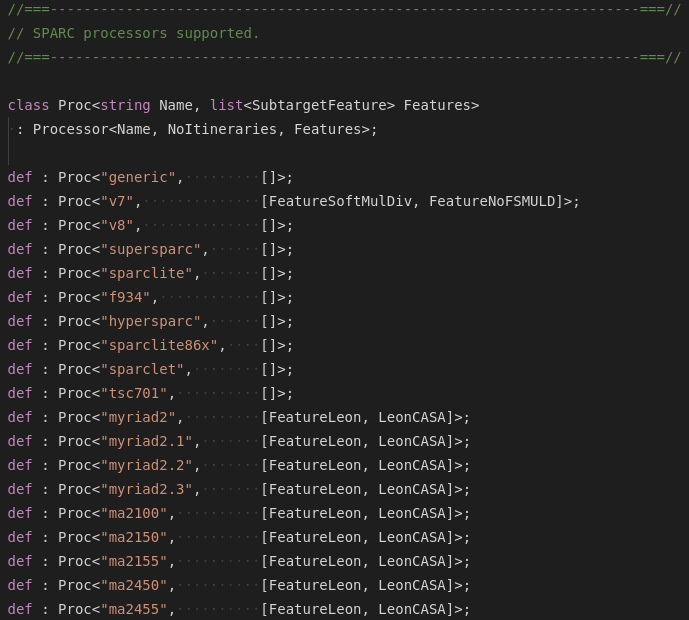 //===----------------------------------------------------------------------===//
// SPARC processors supported.
//===----------------------------------------------------------------------===//
class Proc<string Name, list<SubtargetFeature> Features>
: Processor<Name, NoItineraries, Features>;
def : Proc<"generic",         []>;
def : Proc<"v7",              [FeatureSoftMulDiv, FeatureNoFSMULD]>;
def : Proc<"v8",              []>;
def : Proc<"supersparc",      []>;
def : Proc<"sparclite",       []>;
def : Proc<"f934",            []>;
def : Proc<"hypersparc",      []>;
def : Proc<"sparclite86x",    []>;
def : Proc<"sparclet",        []>;
def : Proc<"tsc701",          []>;
def : Proc<"myriad2",         [FeatureLeon, LeonCASA]>;
def : Proc<"myriad2.1",       [FeatureLeon, LeonCASA]>;
def : Proc<"myriad2.2",       [FeatureLeon, LeonCASA]>;
def : Proc<"myriad2.3",       [FeatureLeon, LeonCASA]>;
def : Proc<"ma2100",          [FeatureLeon, LeonCASA]>;
def : Proc<"ma2150",          [FeatureLeon, LeonCASA]>;
def : Proc<"ma2155",          [FeatureLeon, LeonCASA]>;
def : Proc<"ma2450",          [FeatureLeon, LeonCASA]>;
def : Proc<"ma2455",          [FeatureLeon, LeonCASA]>;